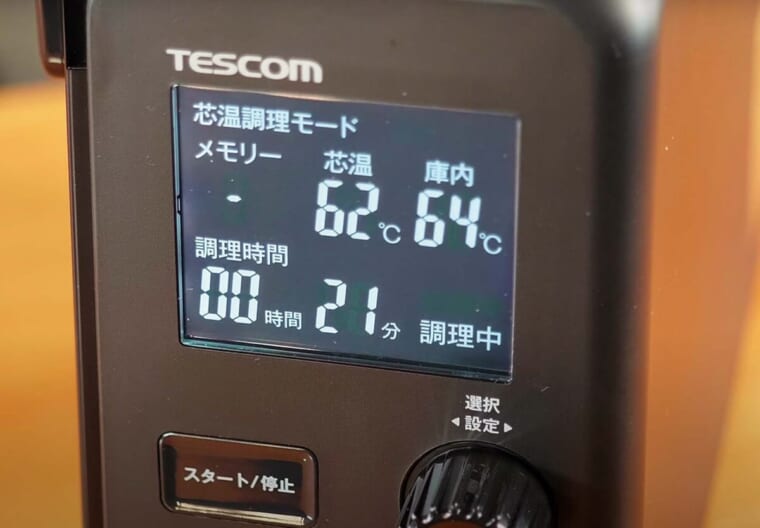 TESCOM
芯温調理モード
メモリー 芯温 庫内
- 62℃ 64℃
調理時間
00時間 21分 調理中
選択
◀設定▶
スタート/停止